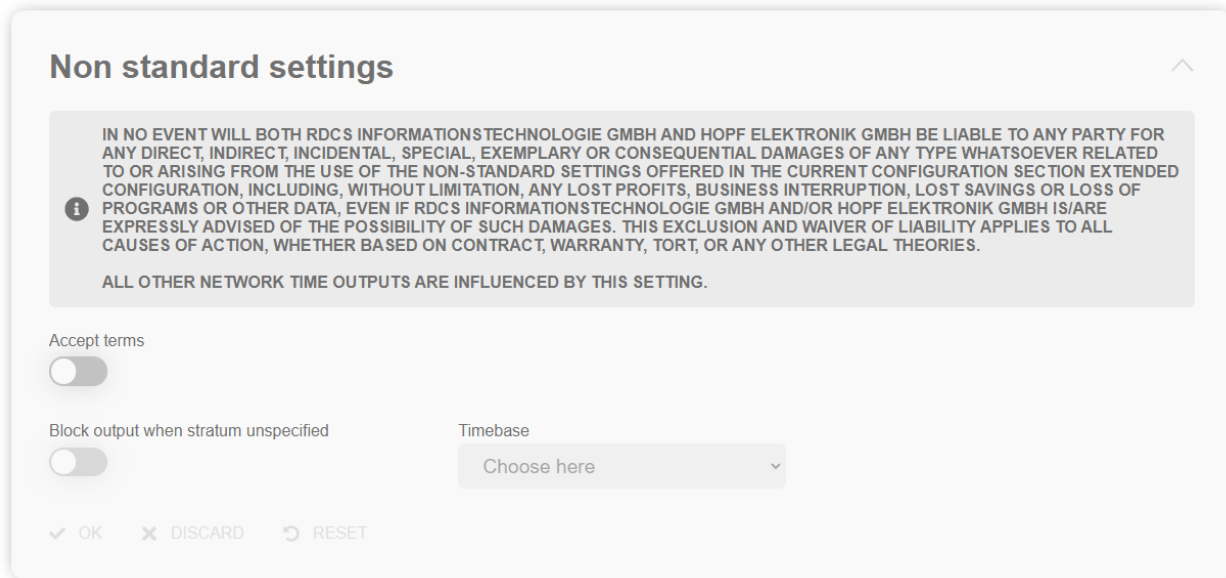 Non standard settings
IN NO EVENT WILL BOTH RDCS INFORMATIONSTECHNOLOGIE GMBH AND HOPF ELEKTRONIK GMBH BE LIABLE TO ANY PARTY FOR
ANY DIRECT, INDIRECT, INCIDENTAL, SPECIAL, EXEMPLARY OR CONSEQUENTIAL DAMAGES OF ANY TYPE WHATSOEVER RELATED
TO OR ARISING FROM THE USE OF THE NON-STANDARD SETTINGS OFFERED IN THE CURRENT CONFIGURATION SECTION EXTENDED
CONFIGURATION, INCLUDING, WITHOUT LIMITATION, ANY LOST PROFITS, BUSINESS INTERRUPTION, LOST SAVINGS OR LOSS OF
PROGRAMS OR OTHER DATA, EVEN IF RDCS INFORMATIONSTECHNOLOGIE GMBH AND/OR HOPF ELEKTRONIK GMBH IS/ARE
EXPRESSLY ADVISED OF THE POSSIBILITY OF SUCH DAMAGES. THIS EXCLUSION AND WAIVER OF LIABILITY APPLIES TO ALL
CAUSES OF ACTION, WHETHER BASED ON CONTRACT, WARRANTY, TORT, OR ANY OTHER LEGAL THEORIES.
ALL OTHER NETWORK TIME OUTPUTS ARE INFLUENCED BY THIS SETTING.
Accept terms
Block output when stratum unspecified Timebase
Choose here
OK DISCARD RESET